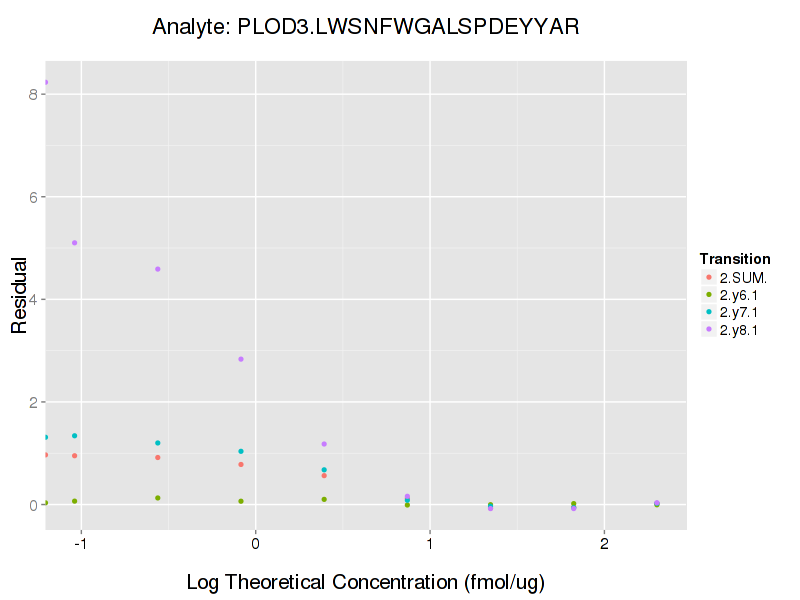 Analyte: PLOD3.LWSNFWGALSPDEYYAR
Residual
8
6
4
2
0
-1 0 1 2
Log Theoretical Concentration (fmol/ug)
Transition
2.SUM.
2.y6.1
2.y7.1
2.y8.1